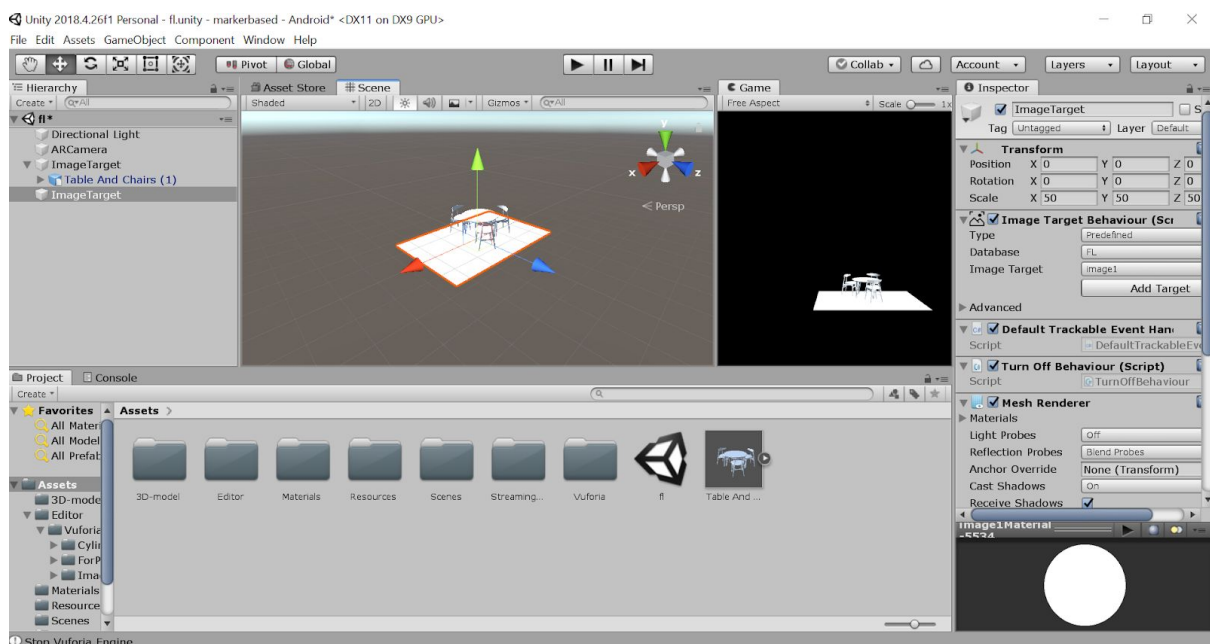 Unity 2018.4.26f1 Personal - fl.unity - markerbased - Android* <DX11 on DX9 GPU>
File Edit Assets GameObject Component Window Help
Pivot Global Collab Account Layers Layout
Hierarchy
Create All
fl*
Directional Light
ARCamera
ImageTarget
Table And Chairs (1)
ImageTarget
Asset Store Scene
Shaded 2D Gizmos All
y
x z
Persp
Game
Free Aspect Scale 1x
Inspector
ImageTarget S
Tag Untagged Layer Default
Transform
Position X 0 Y 0 Z 0
Rotation X 0 Y 0 Z 0
Scale X 50 Y 50 Z 50
Image Target Behaviour (Scr
Type Predefined
Database FL
Image Target image1
Add Target
Advanced
Default Trackable Event Han
Script DefaultTrackableEve
Turn Off Behaviour (Script)
Script TurnOffBehaviour
Mesh Renderer
Materials
Light Probes Off
Reflection Probes Blend Probes
Anchor Override None (Transform)
Cast Shadows On
Receive Shadows
image1Material
-5534
Project Console
Create
Favorites
All Mater
All Model
All Prefab
Assets
3D-mode
Editor
Vuforia
Cylin
ForP
Ima
Materials
Resource
Scenes
Assets
3D-model Editor Materials Resources Scenes Streaming... Vuforia fl Table And ...
Stop Vuforia Engine